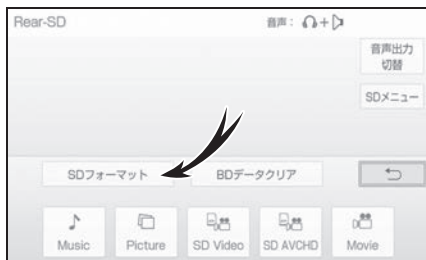 Rear-SD 音声：
音声出力
切替
SDメニュー
SDフォーマット BDデータクリア
Music Picture SD Video SD AVCHD Movie